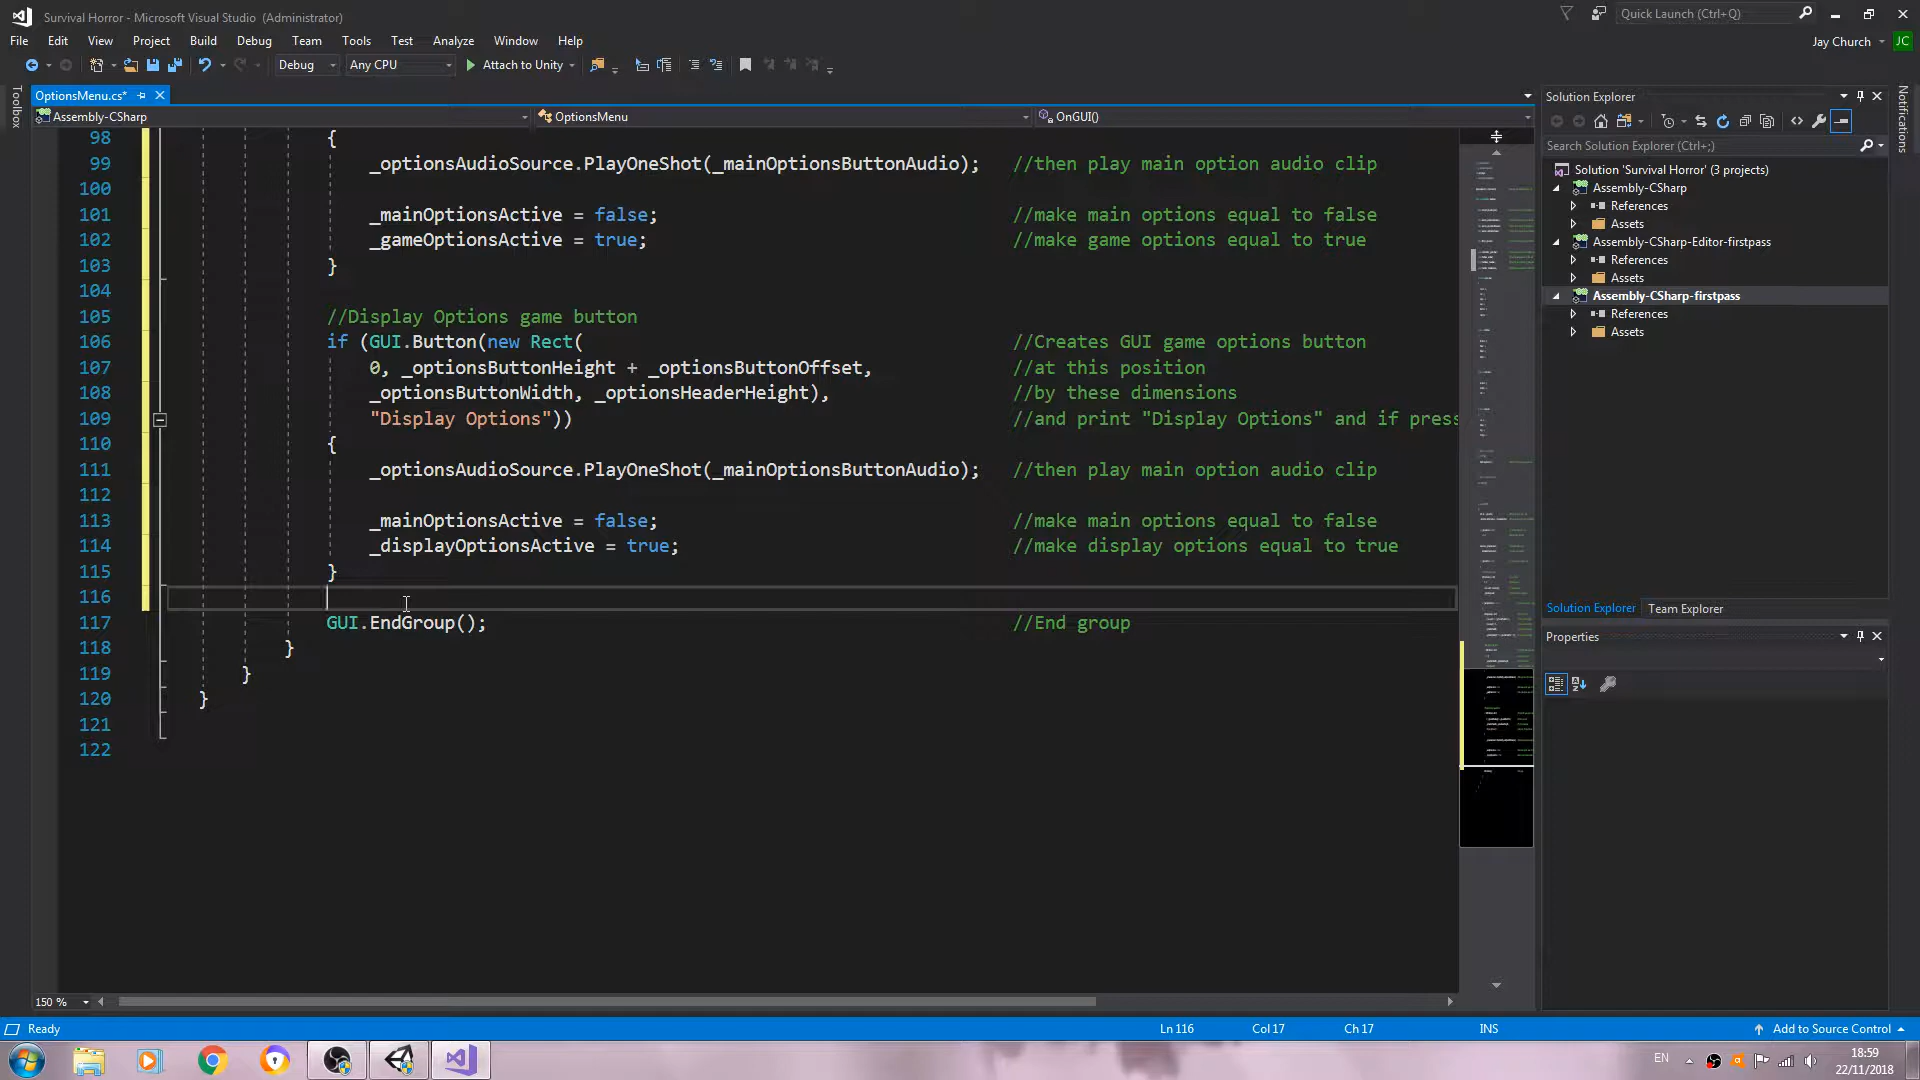 Survival Horror - Microsoft Visual Studio (Administrator)
Quick Launch (Ctrl+Q)
File Edit View Project Build Debug Team Tools Test Analyze Window Help
Jay Church JC
Debug Any CPU Attach to Unity
Toolbox
OptionsMenu.cs*
Assembly-CSharp OptionsMenu OnGUI()
98 {
99 _optionsAudioSource.PlayOneShot(_mainOptionsButtonAudio); //then play main option audio clip
100
101 _mainOptionsActive = false; //make main options equal to false
102 _gameOptionsActive = true; //make game options equal to true
103 }
104
105 //Display Options game button
106 if (GUI.Button(new Rect( //Creates GUI game options button
107 0, _optionsButtonHeight + _optionsButtonOffset, //at this position
108 _optionsButtonWidth, _optionsHeaderHeight), //by these dimensions
109 "Display Options")) //and print "Display Options" and if press
110 {
111 _optionsAudioSource.PlayOneShot(_mainOptionsButtonAudio); //then play main option audio clip
112
113 _mainOptionsActive = false; //make main options equal to false
114 _displayOptionsActive = true; //make display options equal to true
115 }
116
117 GUI.EndGroup(); //End group
118 }
119 }
120 }
121
122
150 %
Solution Explorer
Search Solution Explorer (Ctrl+;)
Solution 'Survival Horror' (3 projects)
Assembly-CSharp
References
Assets
Assembly-CSharp-Editor-firstpass
References
Assets
Assembly-CSharp-firstpass
References
Assets
Solution Explorer Team Explorer
Properties
Notifications
Ready Ln 116 Col 17 Ch 17 INS Add to Source Control
EN 18:59
22/11/2018